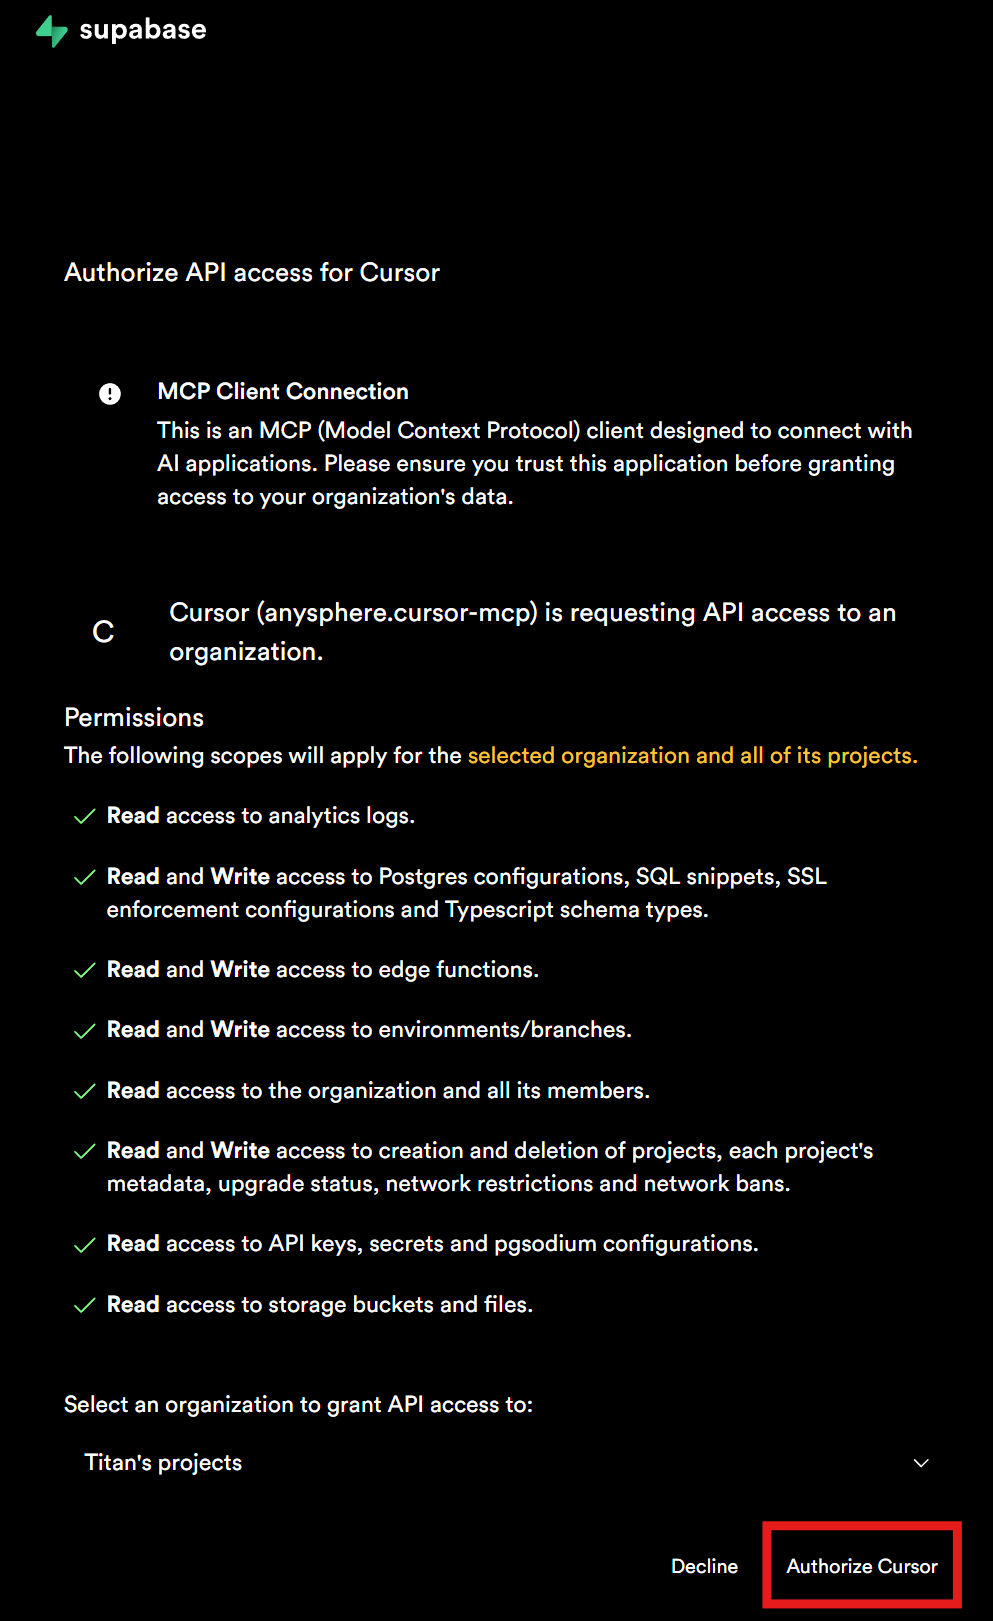 supabase
Authorize API access for Cursor
MCP Client Connection
This is an MCP (Model Context Protocol) client designed to connect with
AI applications. Please ensure you trust this application before granting
access to your organization's data.
C
Cursor (anysphere.cursor-mcp) is requesting API access to an
organization.
Permissions
The following scopes will apply for the selected organization and all of its projects.
Read access to analytics logs.
Read and Write access to Postgres configurations, SQL snippets, SSL
enforcement configurations and Typescript schema types.
Read and Write access to edge functions.
Read and Write access to environments/branches.
Read access to the organization and all its members.
Read and Write access to creation and deletion of projects, each project's
metadata, upgrade status, network restrictions and network bans.
Read access to API keys, secrets and pgsodium configurations.
Read access to storage buckets and files.
Select an organization to grant API access to:
Titan's projects
Decline Authorize Cursor